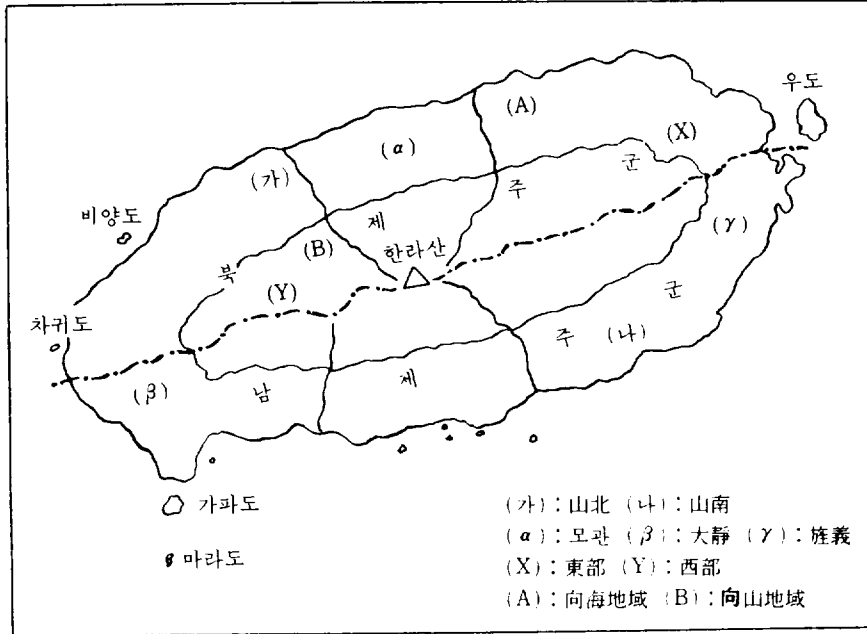 우도
(A)
(α)
(X)
(가)
군
주
제
비양도
(B)
한라산
(γ)
북
(Y)
군
차귀도
주 (나)
(β)
남
제
가파도
마라도
(가): 山北 (나): 山南
(α): 모관 (β): 大靜 (γ): 旌義
(X): 東部 (Y): 西部
(A): 向海地域 (B): 向山地域